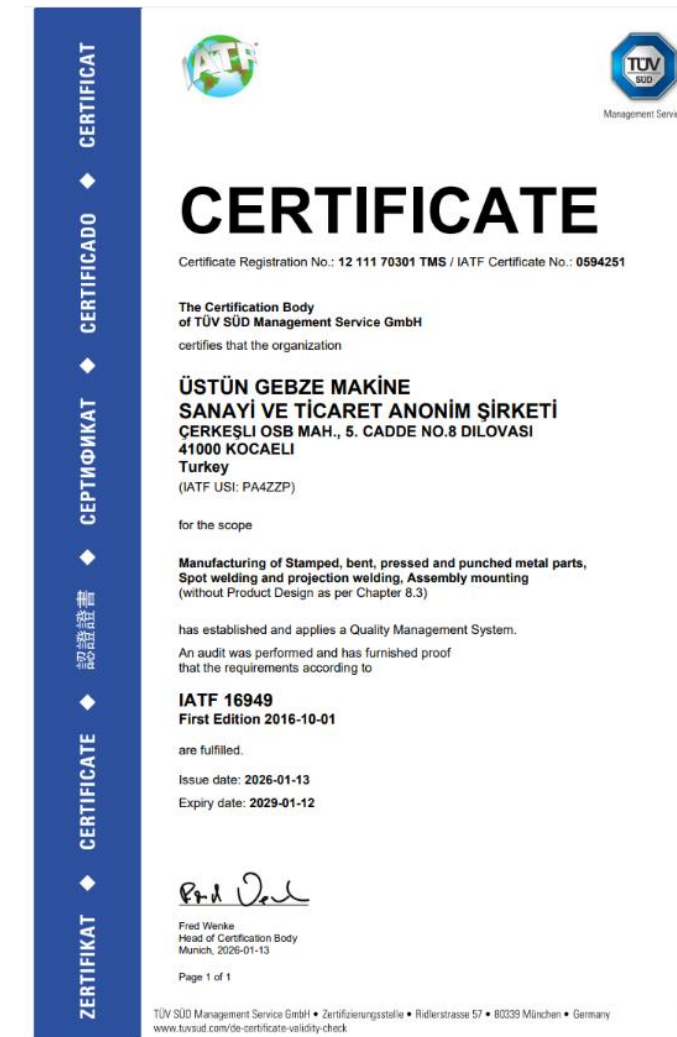 IATF
TÜV
SÜD
Management Servi
CERTIFICATE
Certificate Registration No.: 12 111 70301 TMS / IATF Certificate No.: 0594251
The Certification Body
of TÜV SÜD Management Service GmbH
certifies that the organization
ÜSTÜN GEBZE MAKİNE
SANAYİ VE TİCARET ANONİM ŞİRKETİ
ÇERKEŞLI OSB MAH., 5. CADDE NO.8 DILOVASI
41000 KOCAELI
Turkey
(IATF USI: PA4ZZP)
for the scope
Manufacturing of Stamped, bent, pressed and punched metal parts,
Spot welding and projection welding, Assembly mounting
(without Product Design as per Chapter 8.3)
has established and applies a Quality Management System.
An audit was performed and has furnished proof
that the requirements according to
IATF 16949
First Edition 2016-10-01
are fulfilled.
Issue date: 2026-01-13
Expiry date: 2029-01-12
Fred Wenke
Head of Certification Body
Munich, 2026-01-13
Page 1 of 1
TÜV SÜD Management Service GmbH • Zertifizierungsstelle • Ridlerstrasse 57 • 80339 München • Germany
www.tuvsud.com/de-certificate-validity-check
ZERTIFIKAT ◆ CERTIFICATE ◆ 認證證書 ◆ СЕРТИФИКАТ ◆ CERTIFICADO ◆ CERTIFICAT